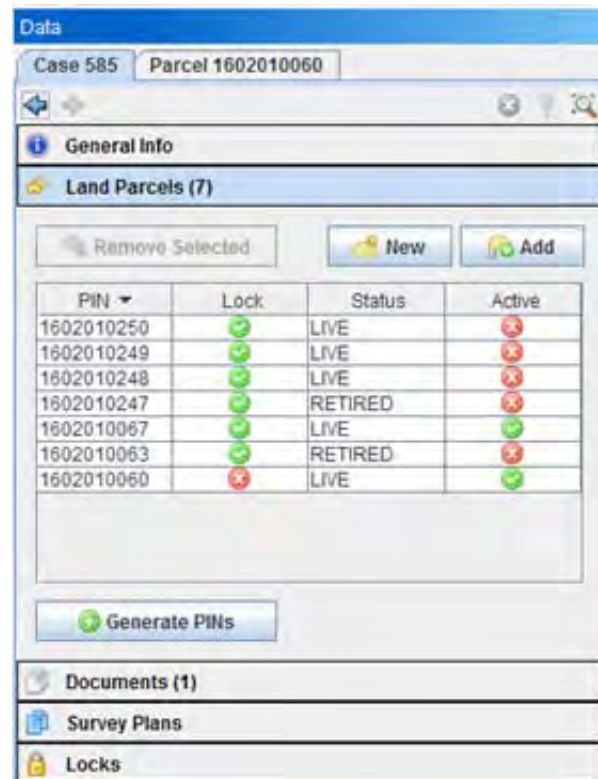 Data
Case 585 Parcel 1602010060
General Info
Land Parcels (7)
Remove Selected New Add
PIN Lock Status Active
1602010250 LIVE
1602010249 LIVE
1602010248 LIVE
1602010247 RETIRED
1602010067 LIVE
1602010063 RETIRED
1602010060 LIVE
Generate PINs
Documents (1)
Survey Plans
Locks